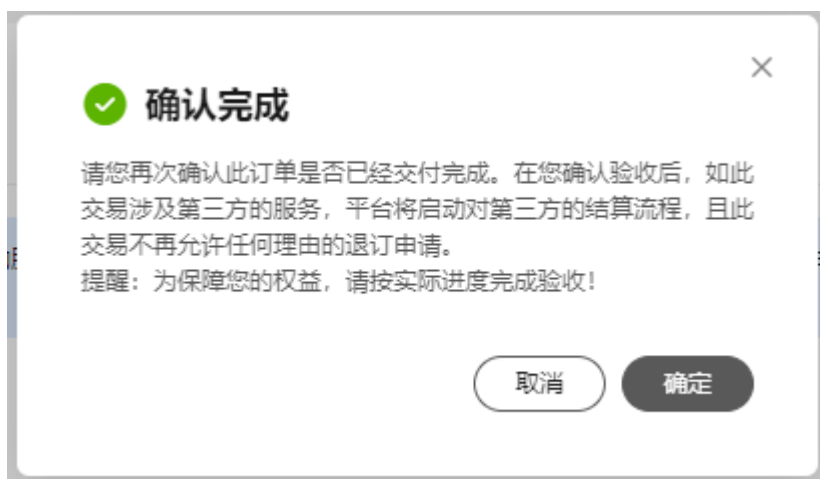 确认完成
请您再次确认此订单是否已经交付完成。在您确认验收后，如此
交易涉及第三方的服务，平台将启动对第三方的结算流程，且此
交易不再允许任何理由的退订申请。
提醒：为保障您的权益，请按实际进度完成验收！
取消
确定